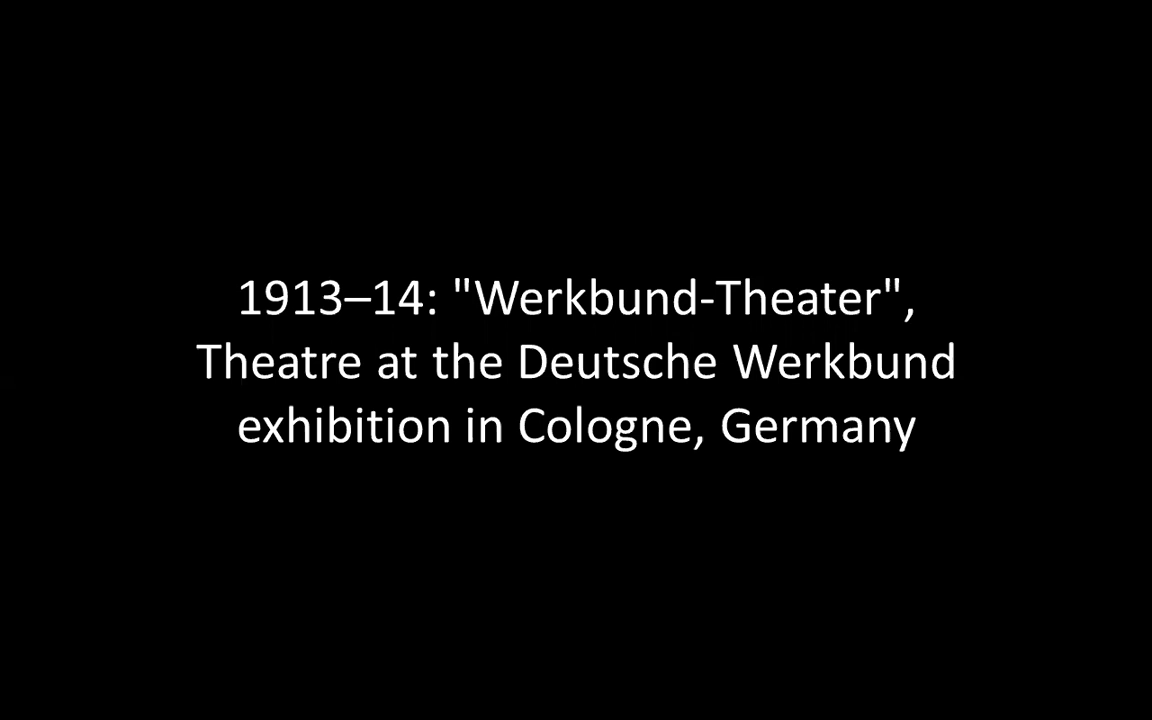 1913–14: "Werkbund-Theater",
Theatre at the Deutsche Werkbund
exhibition in Cologne, Germany